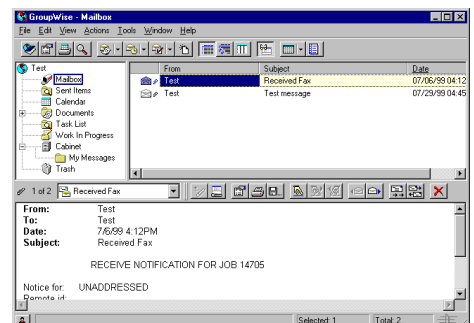 GroupWise - Mailbox
File Edit View Actions Tools Window Help
Test
Mailbox
Sent Items
Calendar
Documents
Task List
Work In Progress
Cabinet
My Messages
Trash
From Subject Date
Test Received Fax 07/06/99 04:12
Test Test message 07/29/99 04:45
1 of 2 Received Fax
From: Test
To: Test
Date: 7/6/99 4:12PM
Subject: Received Fax
RECEIVE NOTIFICATION FOR JOB 14705
Notice for: UNADDRESSED
Remote id:
Selected: 1 Total: 2